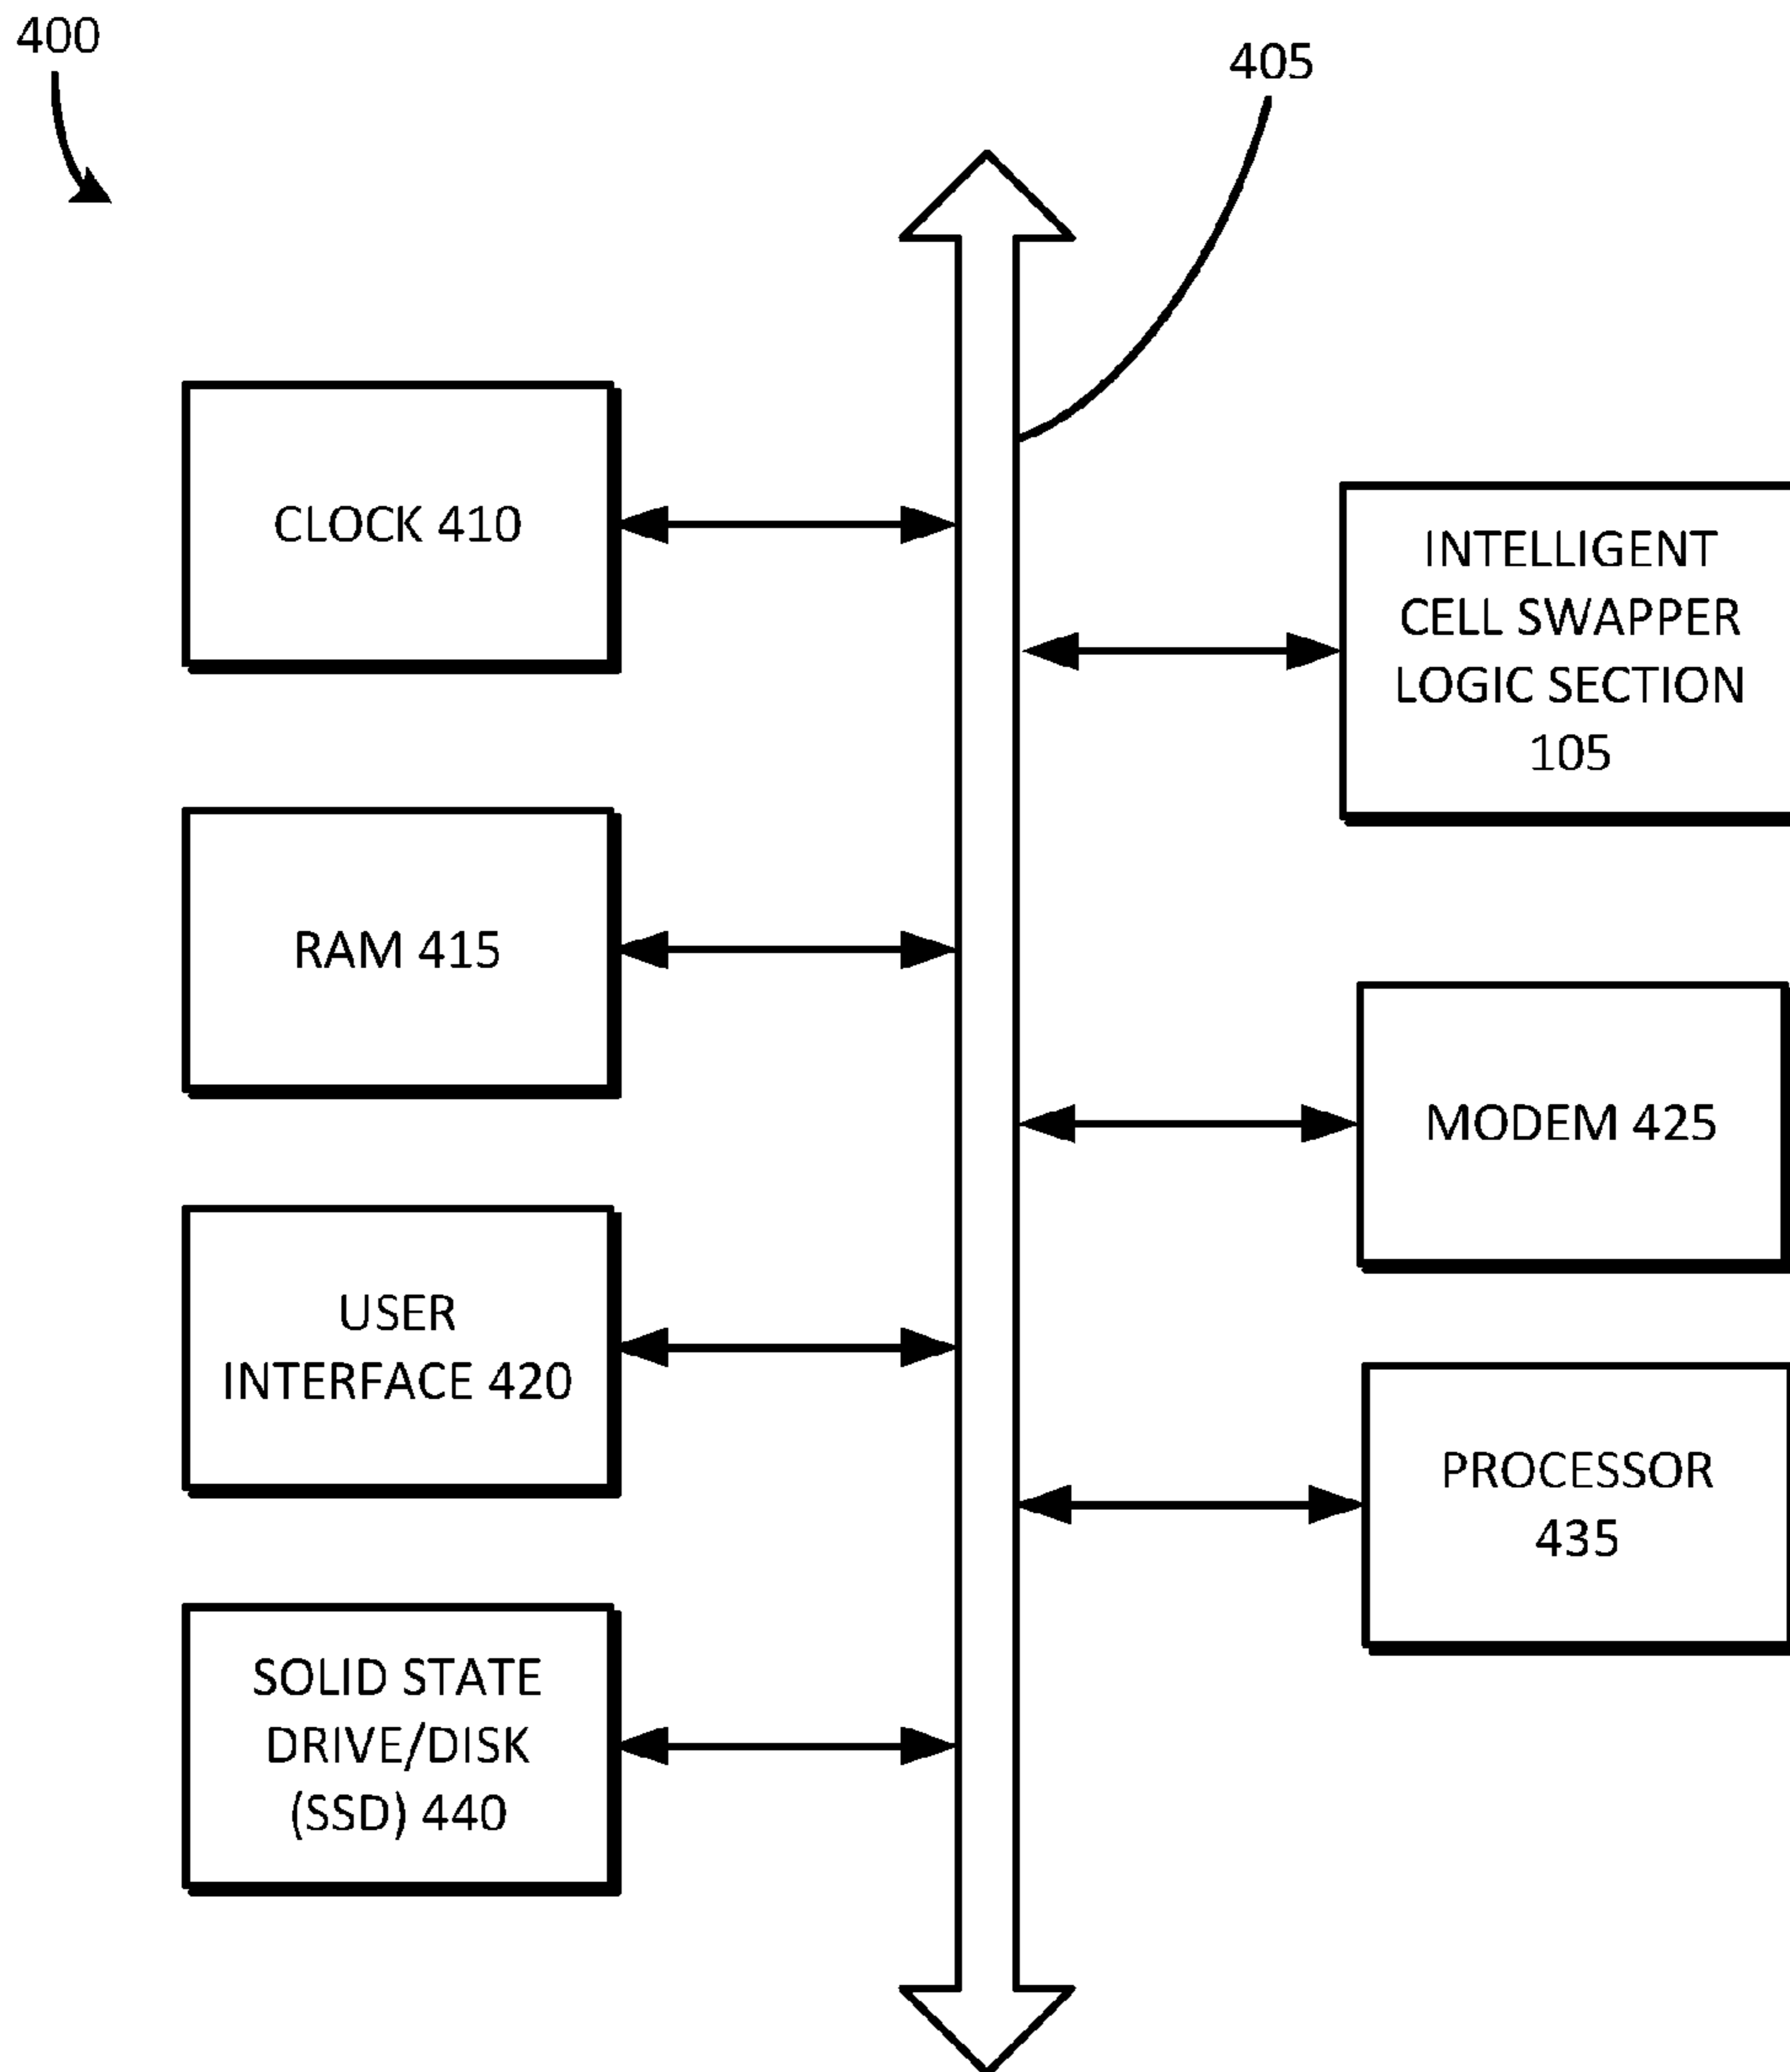 400
405
CLOCK 410
INTELLIGENT
CELL SWAPPER
LOGIC SECTION
105
RAM 415
MODEM 425
USER
INTERFACE 420
PROCESSOR
435
SOLID STATE
DRIVE/DISK
(SSD) 440